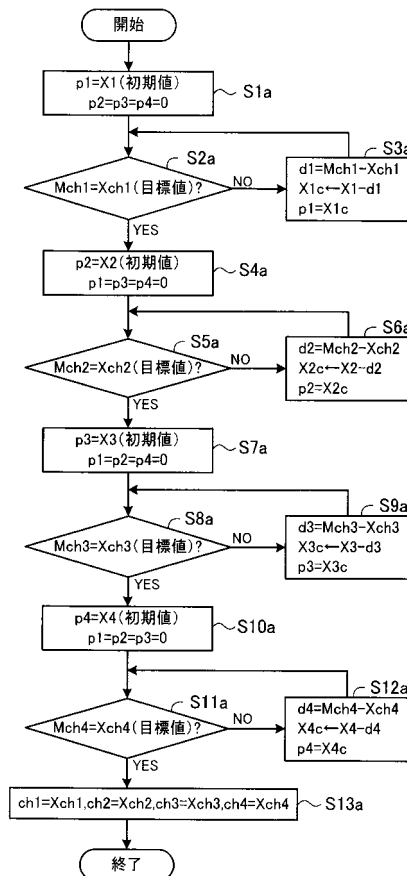 開始
p1=X1(初期値)
p2=p3=p4=0
S1a
S2a
Mch1=Xch1(目標値)?
NO
YES
S3a
d1=Mch1-Xch1
X1c←X1-d1
p1=X1c
p2=X2(初期値)
p1=p3=p4=0
S4a
S5a
Mch2=Xch2(目標値)?
NO
YES
S6a
d2=Mch2-Xch2
X2c←X2-d2
p2=X2c
p3=X3(初期値)
p1=p2=p4=0
S7a
S8a
Mch3=Xch3(目標値)?
NO
YES
S9a
d3=Mch3-Xch3
X3c←X3-d3
p3=X3c
p4=X4(初期値)
p1=p2=p3=0
S10a
S11a
Mch4=Xch4(目標値)?
NO
YES
S12a
d4=Mch4-Xch4
X4c←X4-d4
p4=X4c
ch1=Xch1,ch2=Xch2,ch3=Xch3,ch4=Xch4
S13a
終了